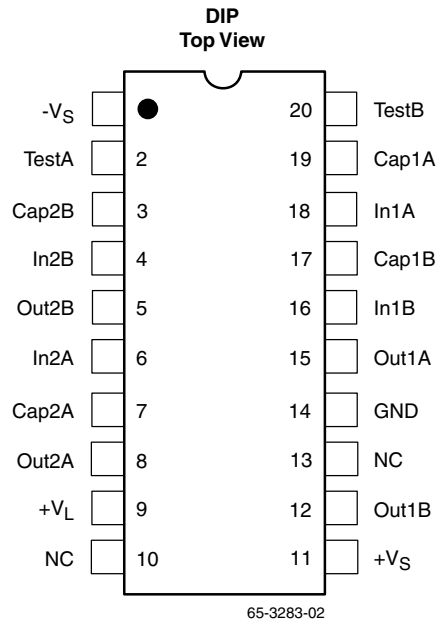 DIP
Top View
-VS 20 TestB
TestA 2 19 Cap1A
Cap2B 3 18 In1A
In2B 4 17 Cap1B
Out2B 5 16 In1B
In2A 6 15 Out1A
Cap2A 7 14 GND
Out2A 8 13 NC
+VL 9 12 Out1B
NC 10 11 +VS
65-3283-02